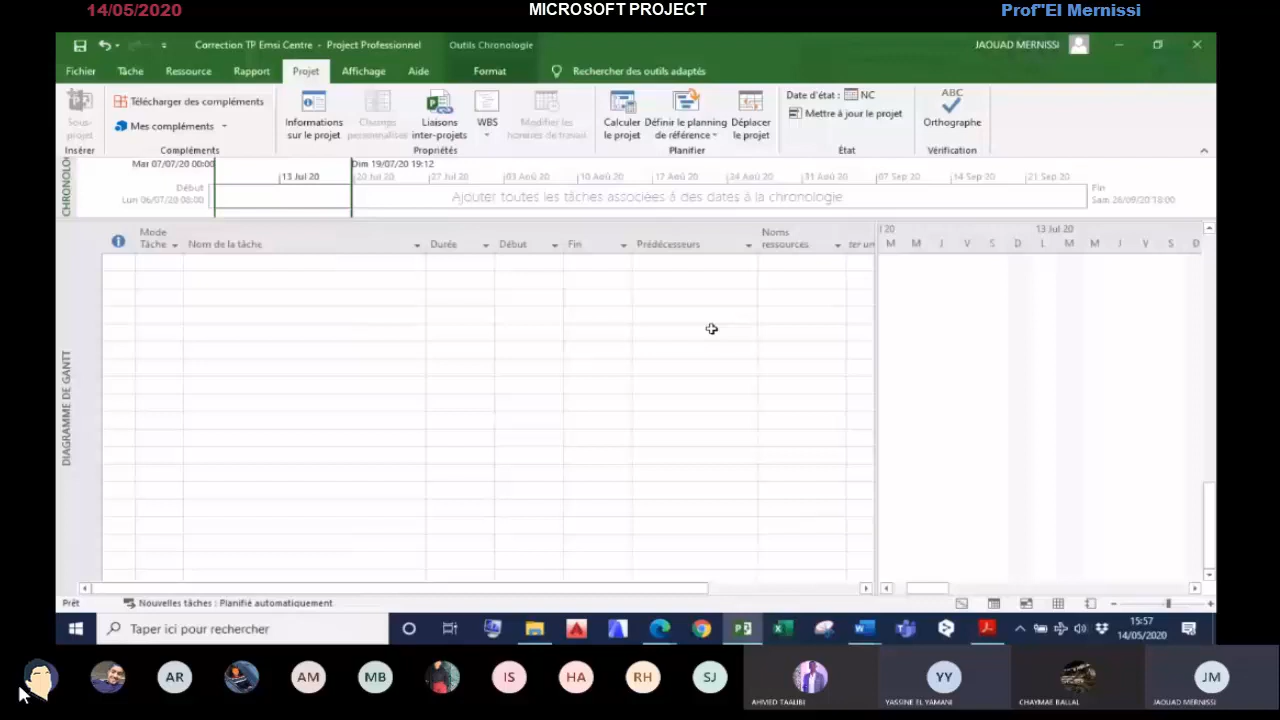 14/05/2020
MICROSOFT PROJECT
Prof"El Mernissi
Correction TP Emsi Centre - Project Professionnel
Outils Chronologie
JAOUAD MERNISSI
Fichier
Tâche
Ressource
Rapport
Projet
Affichage
Aide
Format
Rechercher des outils adaptés
Sous-
projet
Insérer
Télécharger des compléments
Mes compléments
Compléments
Informations
sur le projet
Champs
personnalisés
Liaisons
inter-projets
WBS
Modifier les
horaires de travail
Propriétés
Calculer
le projet
Définir le planning
de référence
Déplacer
le projet
Planifier
Date d'état :
NC
Mettre à jour le projet
État
ABC
Orthographe
Vérification
CHRONOLO
Mar 07/07/20 00:00
Dim 19/07/20 19:12
13 Jul 20
20 Jul 20
27 Jul 20
03 Aoû 20
10 Aoû 20
17 Aoû 20
24 Aoû 20
31 Aoû 20
07 Sep 20
14 Sep 20
21 Sep 20
Début
Lun 06/07/20 08:00
Ajouter toutes les tâches associées à des dates à la chronologie
Fin
Sam 26/09/20 18:00
Mode
Tâche
Nom de la tâche
Durée
Début
Fin
Prédécesseurs
Noms
ressources
ter un
20
13 Jul 20
M M J V S D L M M J V S D
DIAGRAMME DE GANTT
Prêt
Nouvelles tâches : Planifié automatiquement
Taper ici pour rechercher
15:57
14/05/2020
AR
AM
MB
IS
HA
RH
SJ
AHMED TAALIBI
YY
YASSINE EL YAMANI
CHAYMAE BALLAL
JM
JAOUAD MERNISSI